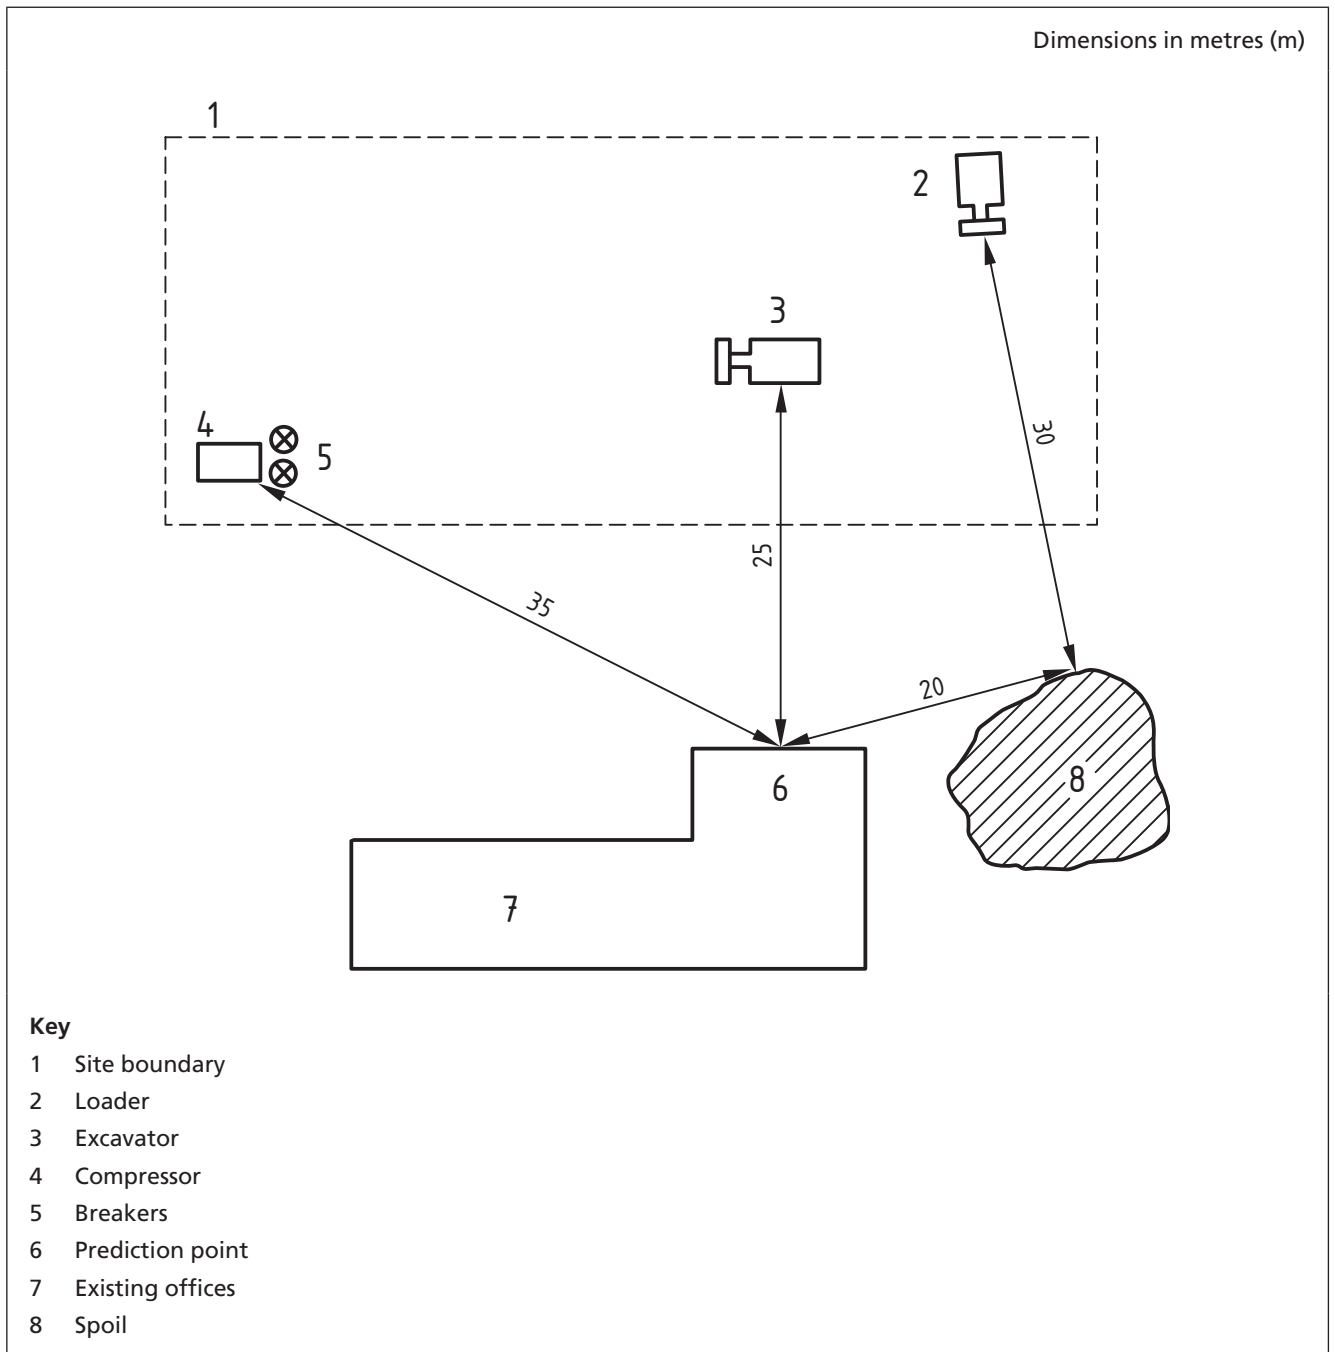 Dimensions in metres (m)
1
2
3
4
5
30
25
35
20
6
8
7
Key
1 Site boundary
2 Loader
3 Excavator
4 Compressor
5 Breakers
6 Prediction point
7 Existing offices
8 Spoil